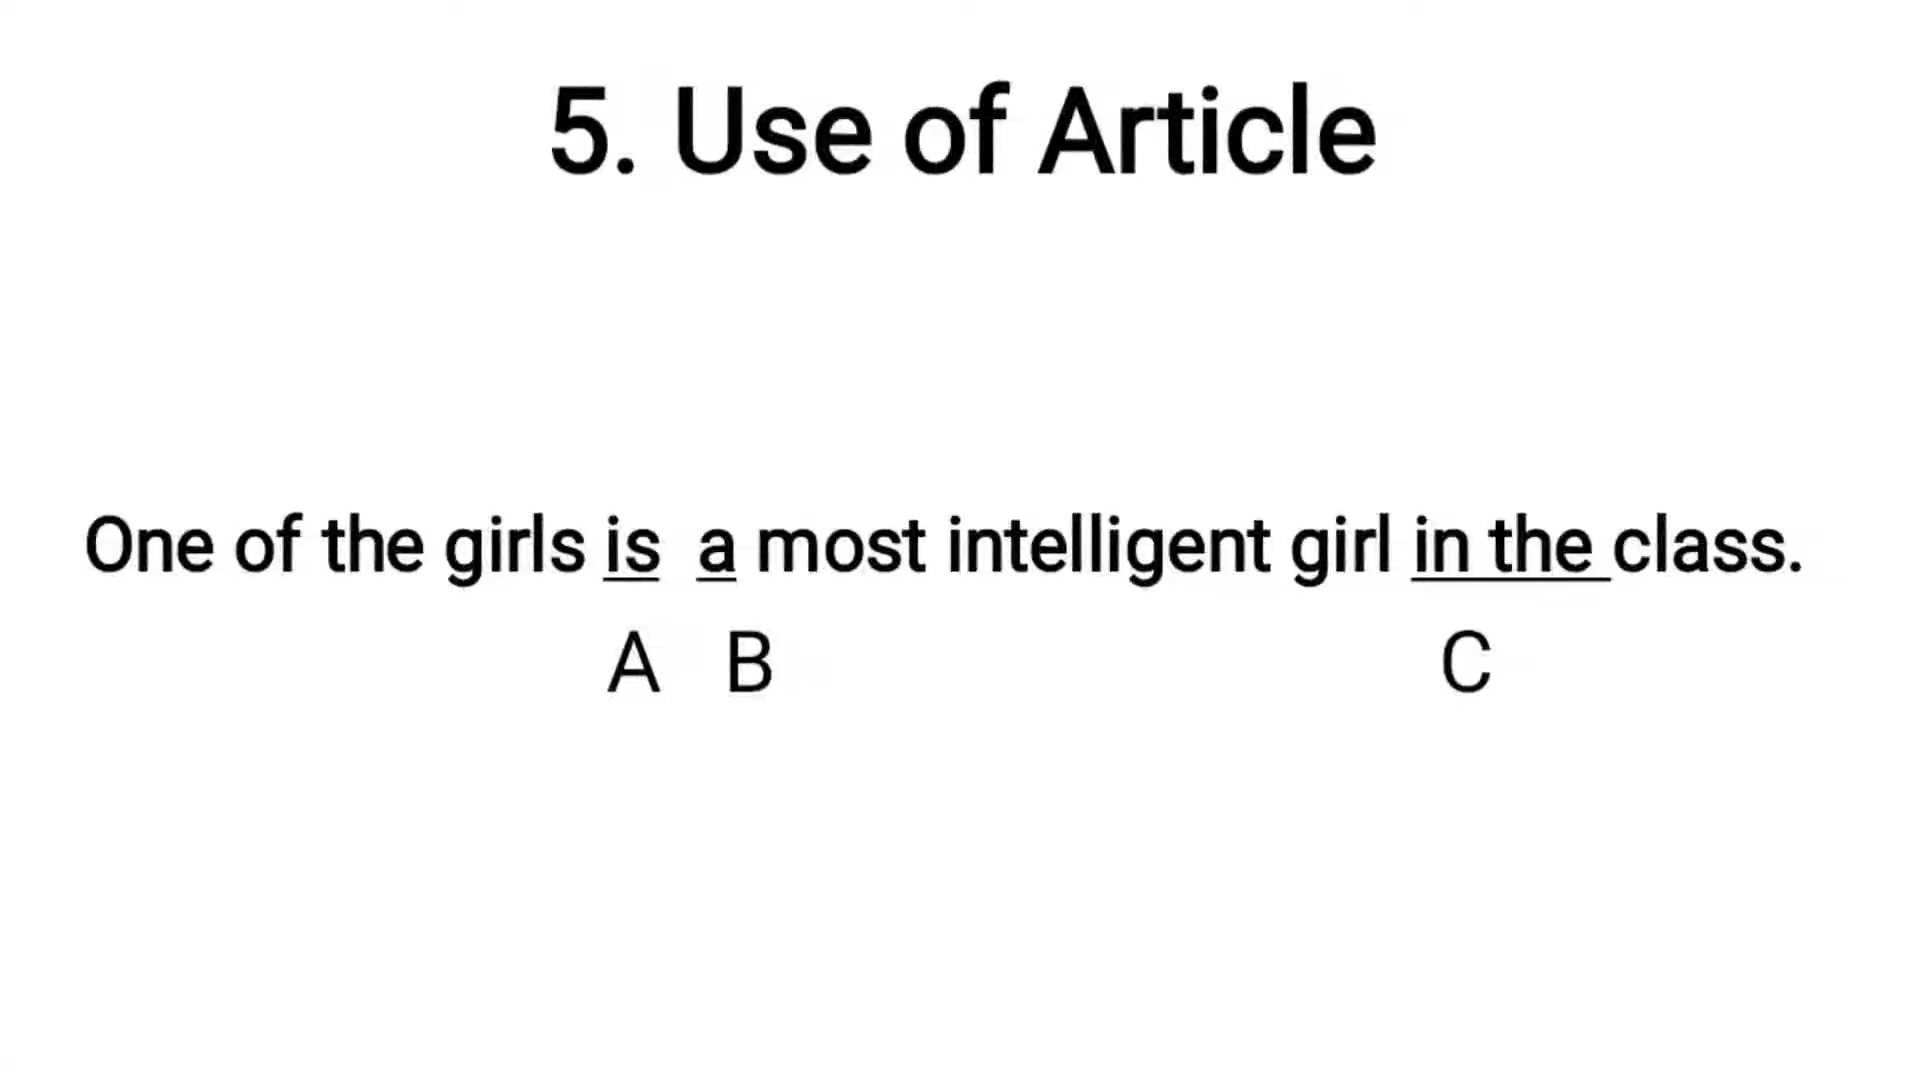 5. Use of Article
One of the girls is a most intelligent girl in the class.
A B C